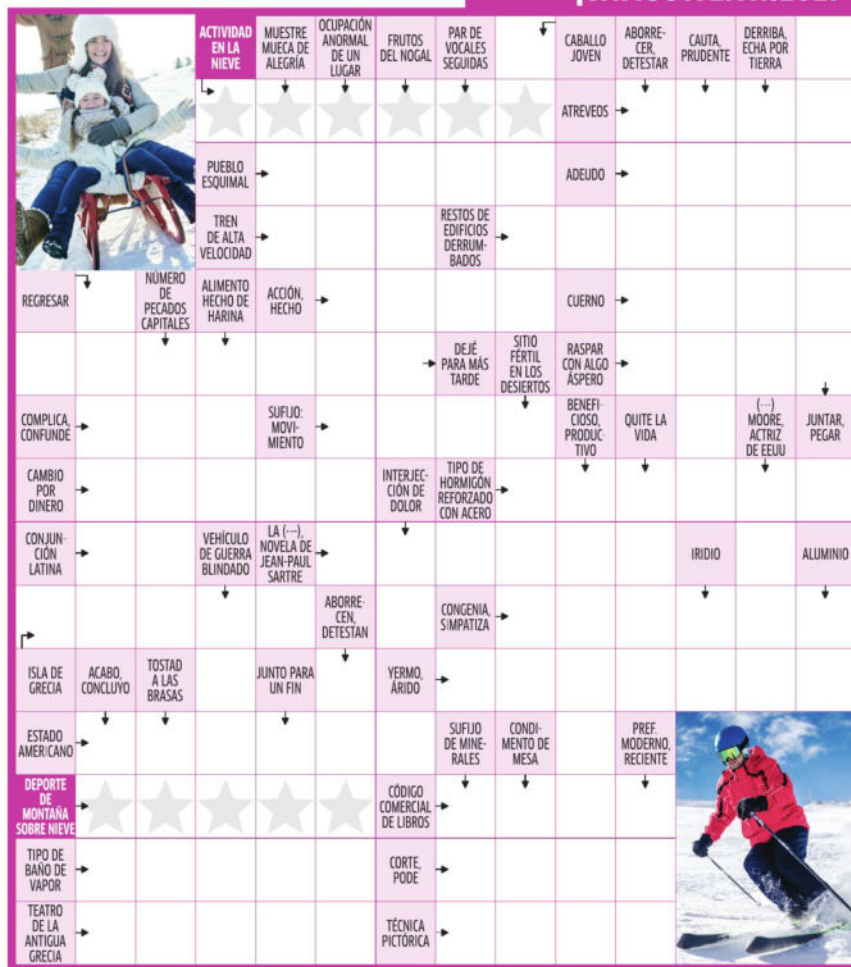 ACTIVIDAD
EN LA
NIEVE
MUESTRE
MUECA DE
ALEGRÍA
OCUPACIÓN
ANORMAL
DE UN
LUGAR
FRUTOS
DEL NOGAL
PAR DE
VOCALES
SEGUIDAS
CABALLO
JOVEN
ABORRE-
CER,
DETESTAR
CAUTA,
PRUDENTE
DERRIBA,
ECHA POR
TIERRA
ATREVEOS
PUEBLO
ESQUIMAL
ADEUDO
TREN
DE ALTA
VELOCIDAD
RESTOS DE
EDIFICIOS
DERRUM-
BADOS
REGRESAR
NÚMERO
DE
PECADOS
CAPITALES
ALIMENTO
HECHO DE
HARINA
ACCIÓN,
HECHO
CUERNO
DEJÉ
PARA MÁS
TARDE
SITIO
FÉRTIL
EN LOS
DESIERTOS
RASPAR
CON ALGO
ÁSPERO
COMPLICA,
CONFUNDE
SUFIJO:
MOVI-
MIENTO
BENEFI-
CIOSO,
PRODUC-
TIVO
QUITE LA
VIDA
(---)
MOORE,
ACTRIZ
DE EEUU
JUNTAR,
PEGAR
CAMBIO
POR
DINERO
INTERJEC-
CIÓN DE
DOLOR
TIPO DE
HORMIGÓN
REFORZADO
CON ACERO
CONJUN-
CIÓN
LATINA
VEHÍCULO
DE GUERRA
BLINDADO
LA (---),
NOVELA DE
JEAN-PAUL
SARTRE
IRIDIO
ALUMINIO
ABORRE-
CEN,
DETESTAN
CONGENIA,
SIMPATIZA
ISLA DE
GRECIA
ACABO,
CONCLUYO
TOSTAD
A LAS
BRASAS
JUNTO PARA
UN FIN
YERMO,
ÁRIDO
ESTADO
AMERICANO
SUFIJO
DE MINE-
RALES
CONDI-
MENTO DE
MESA
PREF.
MODERNO,
RECIENTE
DEPORTE
DE
MONTAÑA
SOBRE NIEVE
CÓDIGO
COMERCIAL
DE LIBROS
TIPO DE
BAÑO DE
VAPOR
CORTE,
PODE
TEATRO
DE LA
ANTIGUA
GRECIA
TÉCNICA
PICTÓRICA